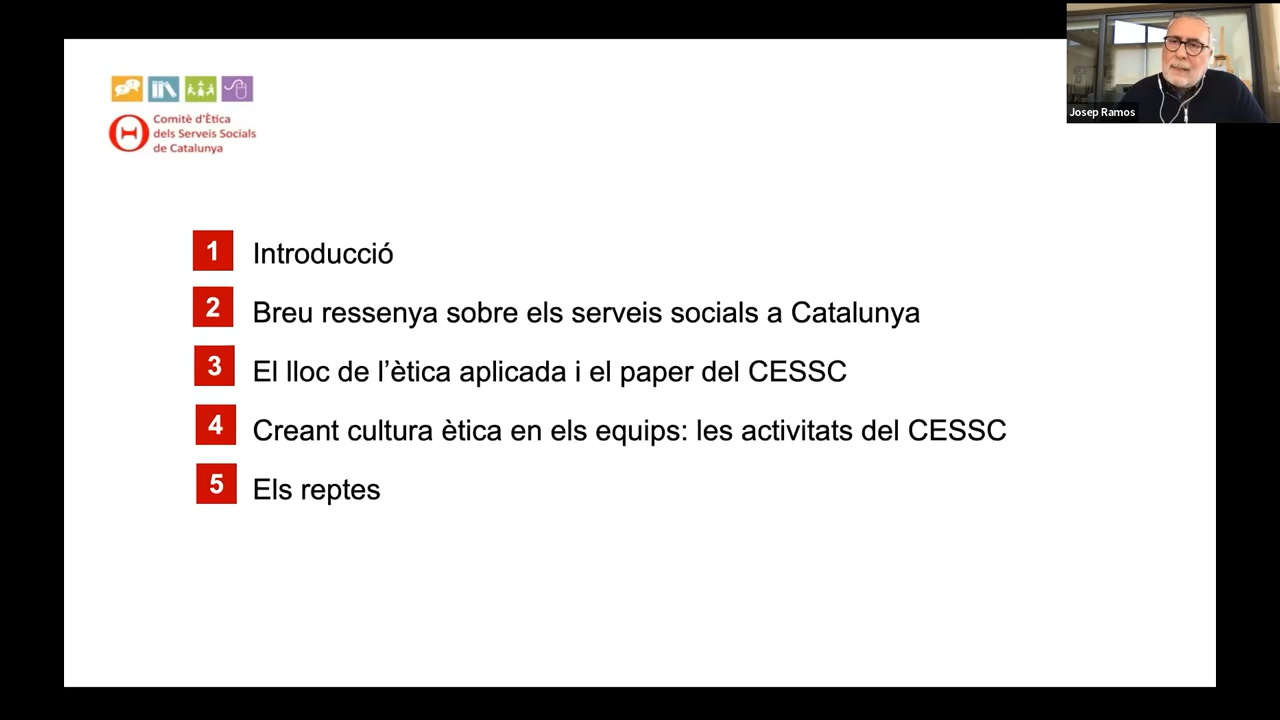 Comitè d'Ètica
dels Serveis Socials
de Catalunya
Josep Ramos
1 Introducció
2 Breu ressenya sobre els serveis socials a Catalunya
3 El lloc de l’ètica aplicada i el paper del CESSC
4 Creant cultura ètica en els equips: les activitats del CESSC
5 Els reptes